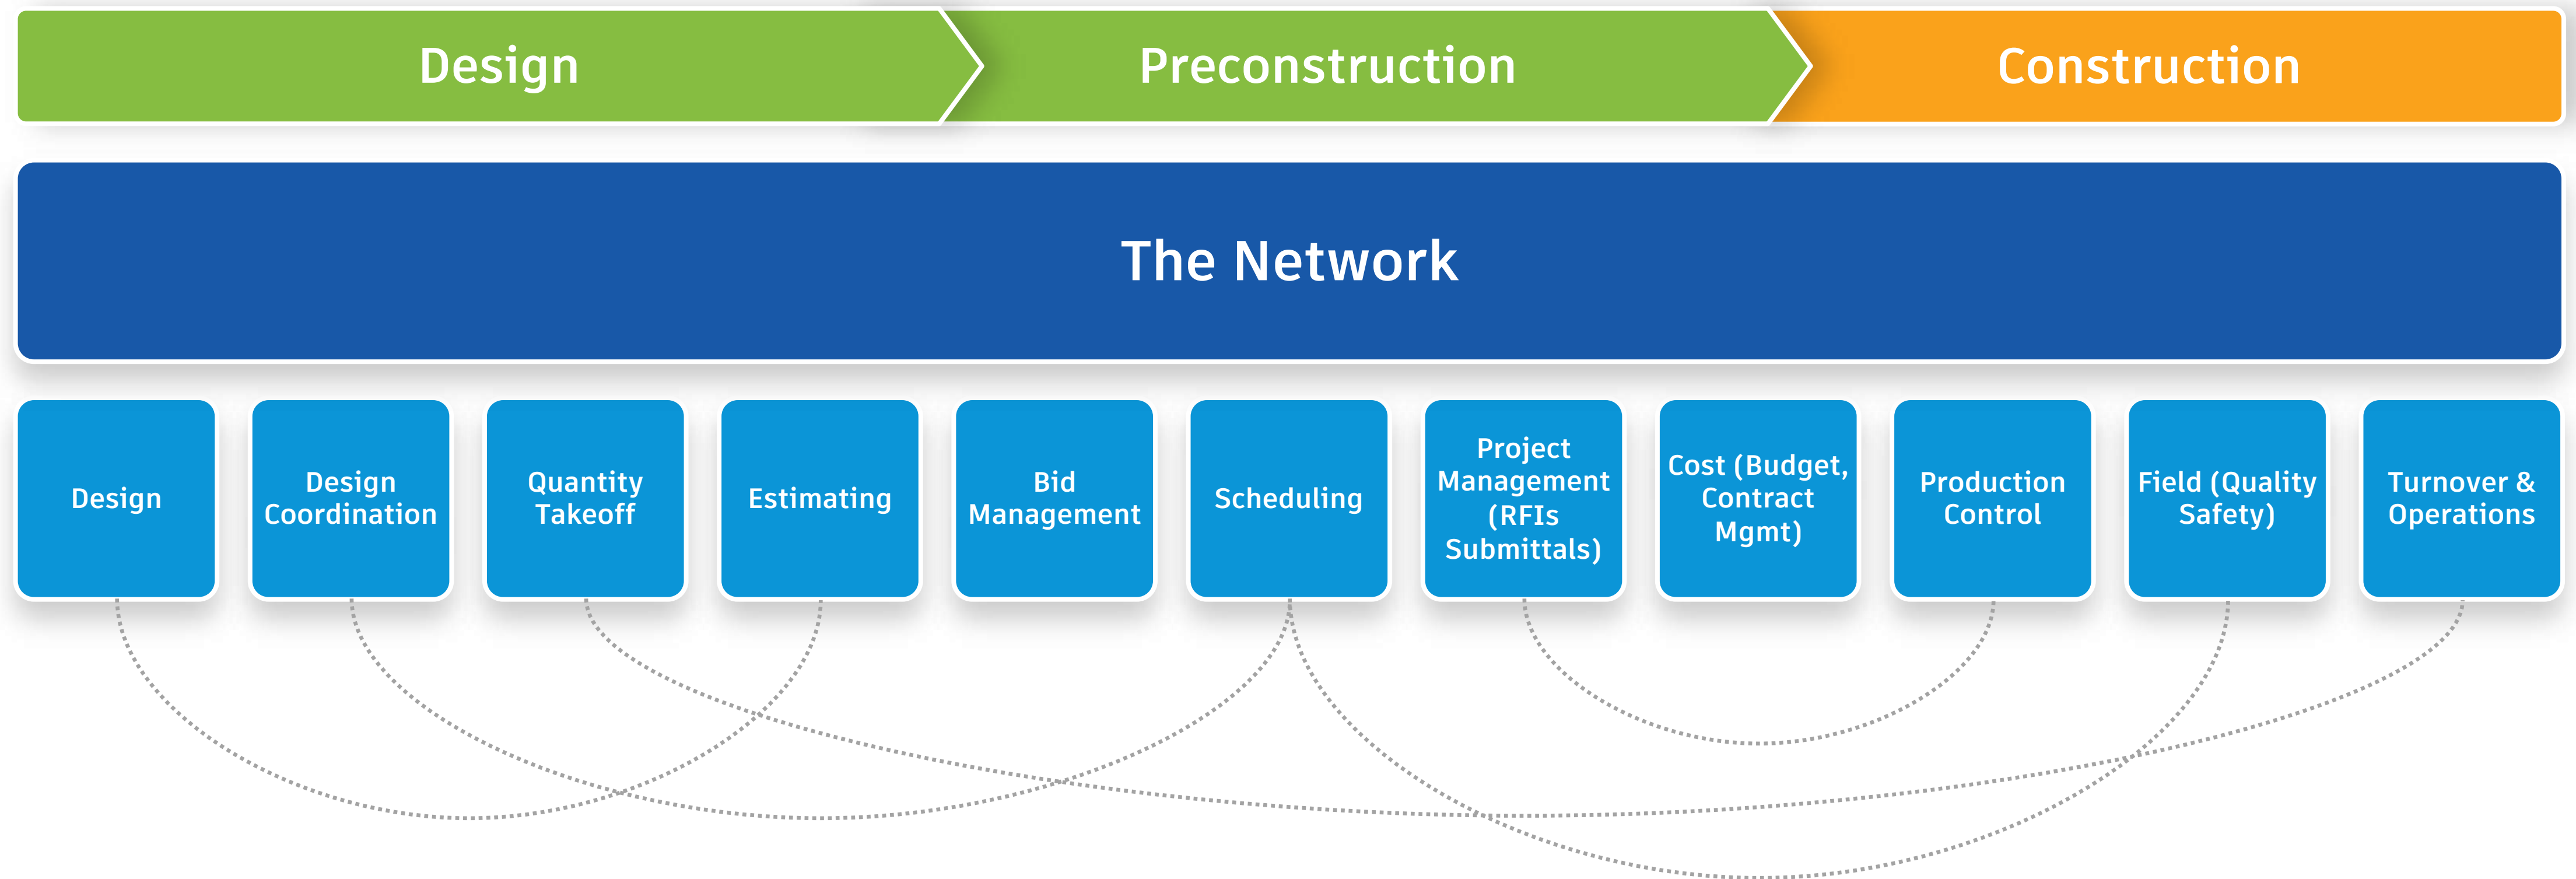 Design
Preconstruction
Construction
The Network
Design
Design
Coordination
Quantity
Takeoff
Estimating
Bid
Management
Scheduling
Project
Management
(RFIs
Submittals)
Cost (Budget,
Contract
Mgmt)
Production
Control
Field (Quality
Safety)
Turnover &
Operations